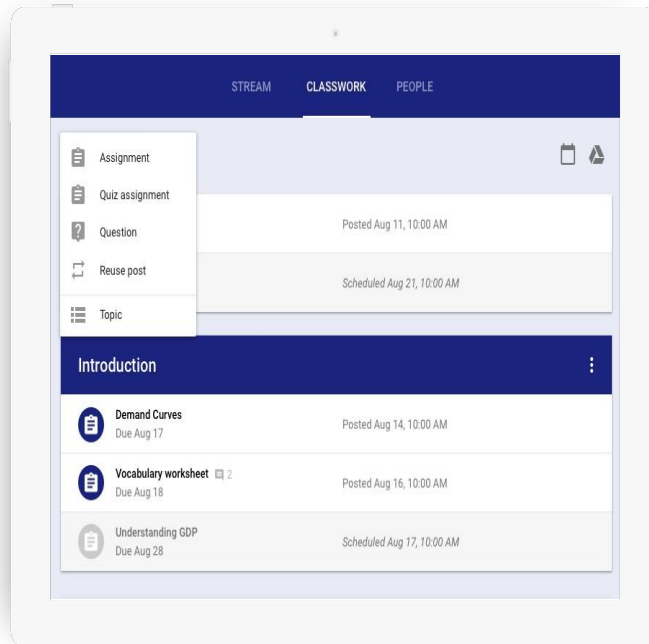 STREAM CLASSWORK PEOPLE
Assignment
Quiz assignment
Question
Reuse post
Topic
Posted Aug 11, 10:00 AM
Scheduled Aug 21, 10:00 AM
Introduction
Demand Curves
Due Aug 17
Posted Aug 14, 10:00 AM
Vocabulary worksheet 2
Due Aug 18
Posted Aug 16, 10:00 AM
Understanding GDP
Due Aug 28
Scheduled Aug 17, 10:00 AM